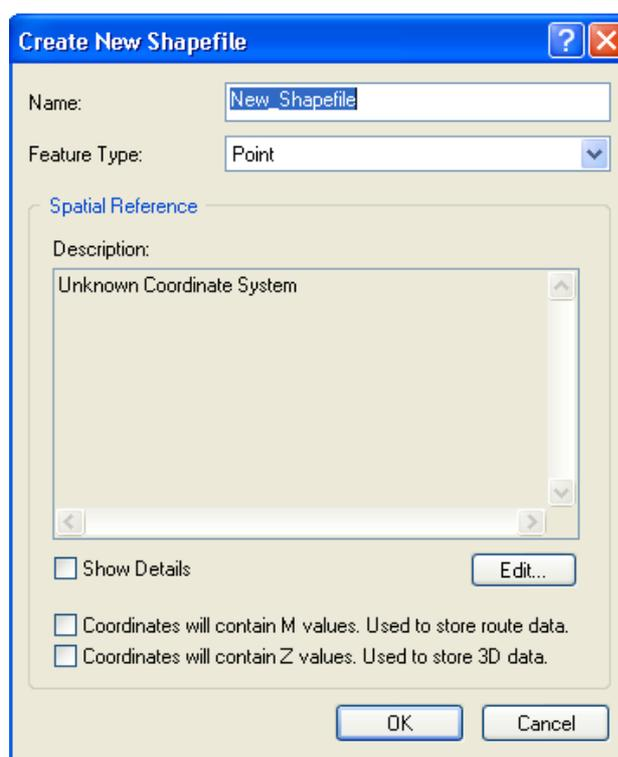 Create New Shapefile
Name:
New_Shapefile
Feature Type:
Point
Spatial Reference
Description:
Unknown Coordinate System
Show Details
Edit...
Coordinates will contain M values. Used to store route data.
Coordinates will contain Z values. Used to store 3D data.
OK
Cancel